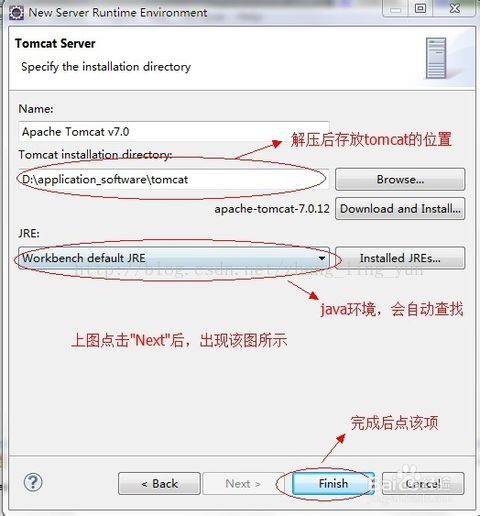 New Server Runtime Environment
Tomcat Server
Specify the installation directory
Name:
Apache Tomcat v7.0
解压后存放tomcat的位置
Tomcat installation directory:
D:\application_software\tomcat
Browse...
apache-tomcat-7.0.12
Download and Install...
JRE:
Workbench default JRE
Installed JREs...
http://blog.csdn.net/zhang_ling_yun
java环境，会自动查找
上图点击"Next"后，出现该图所示
完成后点该项
?
< Back
Next >
Finish
Cancel